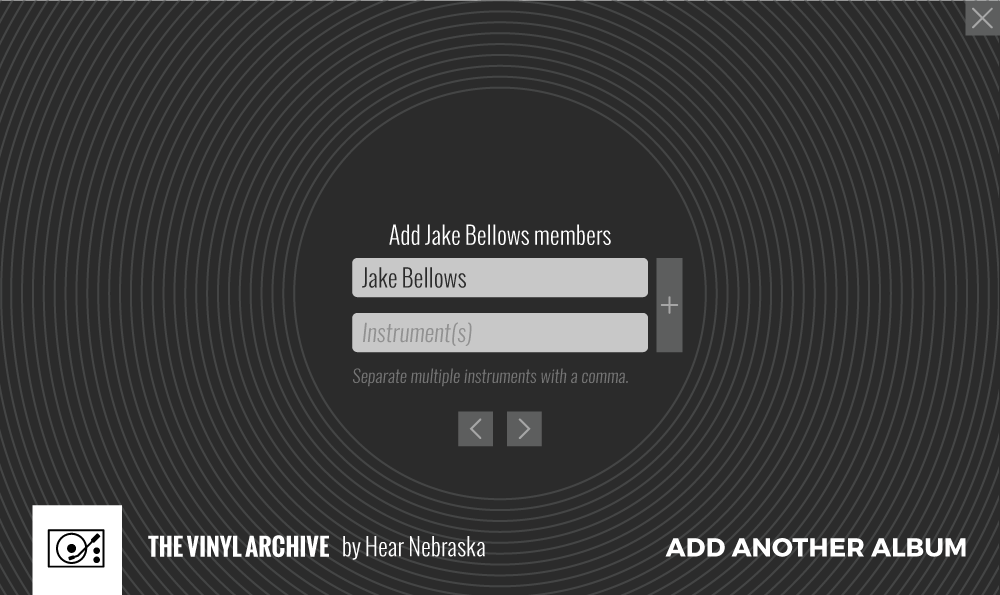 Add Jake Bellows members
Jake Bellows
Instrument(s)
Separate multiple instruments with a comma.
THE VINYL ARCHIVE by Hear Nebraska
ADD ANOTHER ALBUM